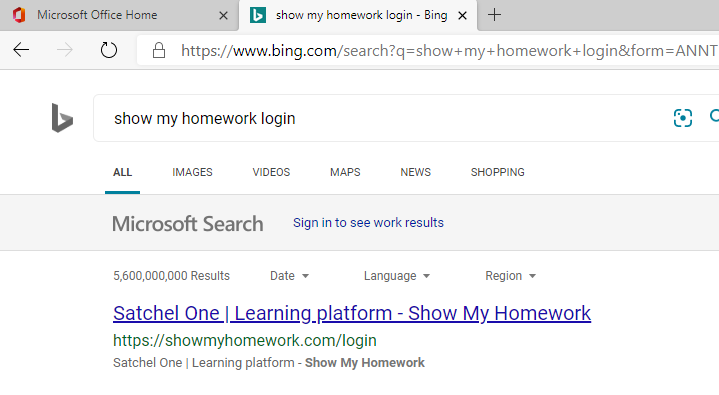 Microsoft Office Home
show my homework login - Bing
https://www.bing.com/search?q=show+my+homework+login&form=ANNT
show my homework login
ALL IMAGES VIDEOS MAPS NEWS SHOPPING
Microsoft Search Sign in to see work results
5,600,000,000 Results Date Language Region
Satchel One | Learning platform - Show My Homework
https://showmyhomework.com/login
Satchel One | Learning platform - Show My Homework